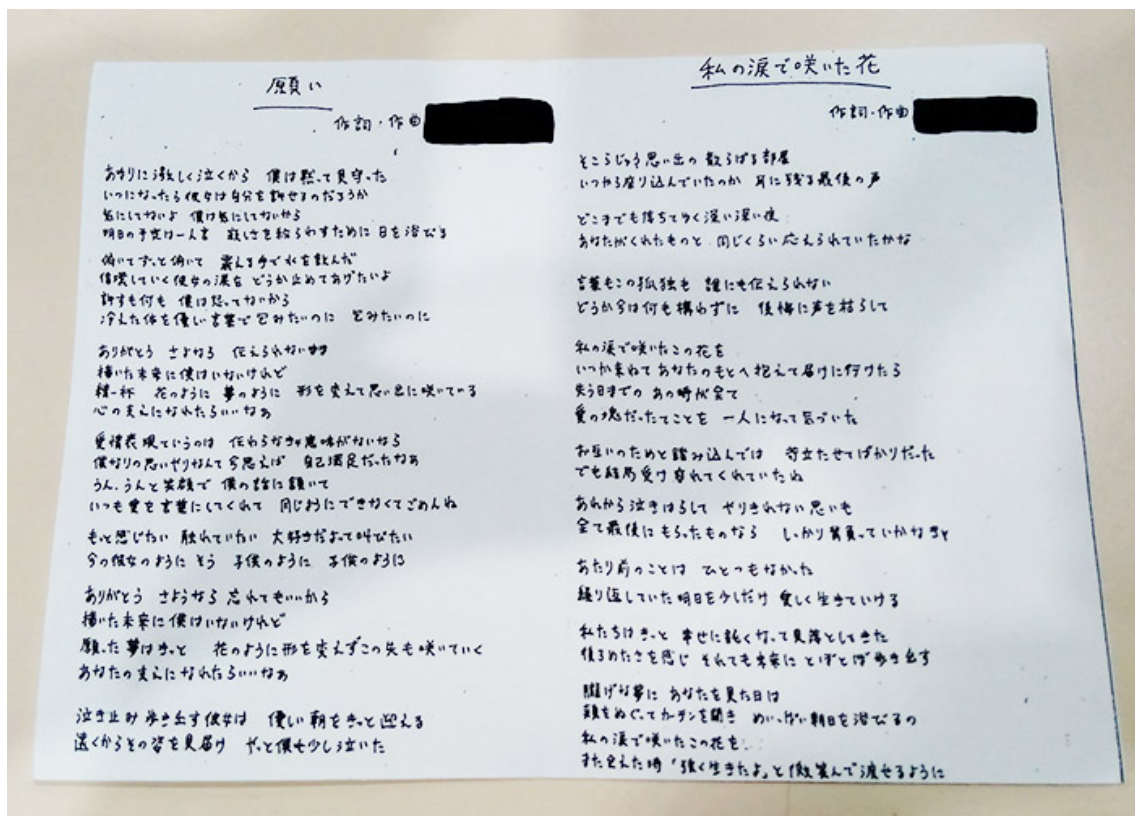 願い
作詞・作曲
あまりに激しく泣くから 僕は黙って見守った
いつになったら彼女は自分を許せるのだろうか
気にしてないよ 僕は気にしてないから
明日の予定は一人言 寂しさを紛らわすために 日を浴びる
俯いてずっと俯いて 震える手で水を飲んだ
循環していく彼女の涙を どうか止めてあげたいよ
許すも何も 僕は怒ってないから
冷えた体を優しい言葉で包みたいのに 包みたいのに
ありがとう さよなら 伝えられない
描いた未来に僕はいないけれど
精一杯 花のように 夢のように 形を変えて思い出に咲いている
心の支えになれたらいいなぁ
愛情表現というのは 伝わらなきゃ意味がないなら
僕なりの思いやりなんて今思えば 自己満足だったなぁ
うん、うんと笑顔で 僕の話に頷いて
いつも愛を言葉にしてくれて 同じようにできなくてごめんね
もっと感じたい 触れていたい 大好きだよって叫びたい
今の彼女のように そう 子供のように 子供のように
ありがとう さようなら 忘れてもいいから
描いた未来に僕はいないけれど
願った夢はきっと 花のように形を変えずこの先も咲いていく
あなたの支えになれたらいいなぁ
泣き止み歩き出す彼女は 優しい朝をきっと迎える
遠くからその姿を見届け やっと僕も少し泣いた
私の涙で咲いた花
作詞・作曲
そこらじゅう思い出の散らばる部屋
いつから座り込んでいたのか 耳に残る最後の声
どこまでも落ちてゆく深い深い夜
あなたがくれたものと 同じくらい応えられていたかな
言葉もこの孤独も 誰にも伝えられない
どうか今は何も構わずに 後悔に声を枯らして
私の涙で咲いたこの花を
いつか束ねてあなたのもとへ抱えて届けに行けたら
失う日までの あの時が全て
愛の塊だったてことを 一人になって気づいた
お互いのためと踏み込んでは 苛立たせてばかりだった
でも結局受け容れてくれていたね
あれから泣きはらして やりきれない思いも
全て最後にもらったものなら しっかり背負っていかなきゃ
あたり前のことは ひとつもなかった
繰り返していた明日を少しだけ 愛しく生きていける
私たちはきっと 幸せに鈍くなって見落としてきた
後ろめたさを感じ それでも未来に とぼとぼ歩き出す
朧げな夢に あなたを見た日は
頬をぬぐってカーテンを開き めいっぱい朝日を浴びるの
私の涙で咲いたこの花を
また会えた時「強く生きたよ」と微笑んで渡せるように